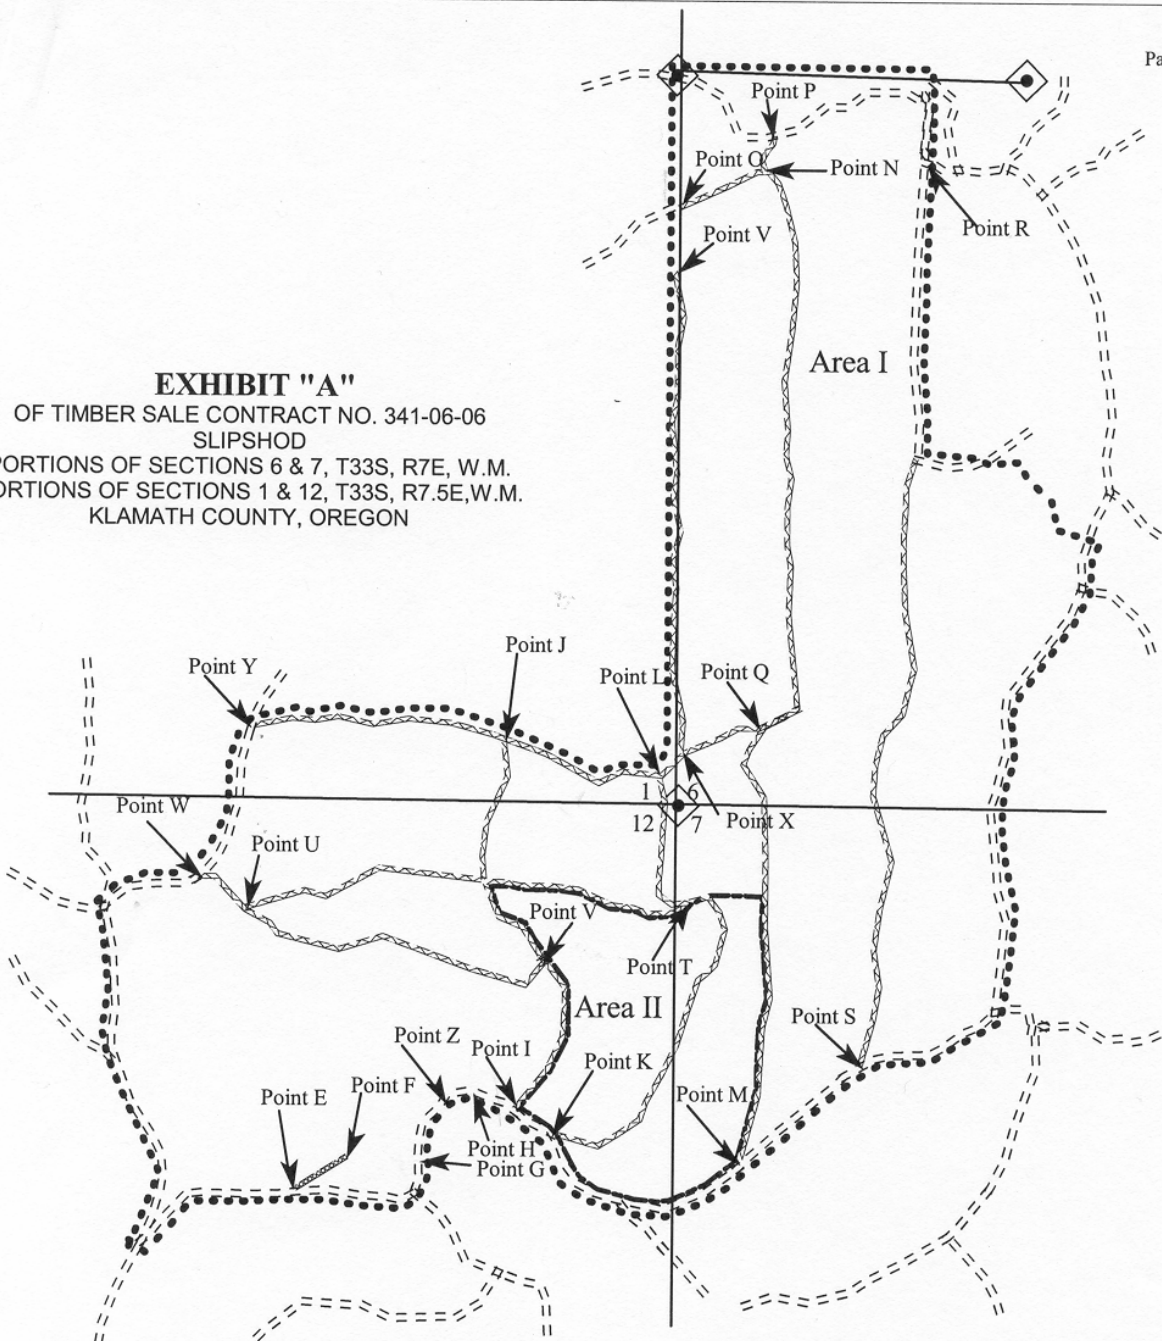 Pa
Point P
Point O
Point N
Point R
Point V
Area I
EXHIBIT "A"
OF TIMBER SALE CONTRACT NO. 341-06-06
SLIPSHOD
PORTIONS OF SECTIONS 6 & 7, T33S, R7E, W.M.
ORTIONS OF SECTIONS 1 & 12, T33S, R7.5E,W.M.
KLAMATH COUNTY, OREGON
Point J
Point Y
Point L
Point Q
1 6
Point W
12 7
Point X
Point U
Point V
Point T
Area II
Point S
Point Z
Point I
Point K
Point F
Point E
Point M
Point H
Point G